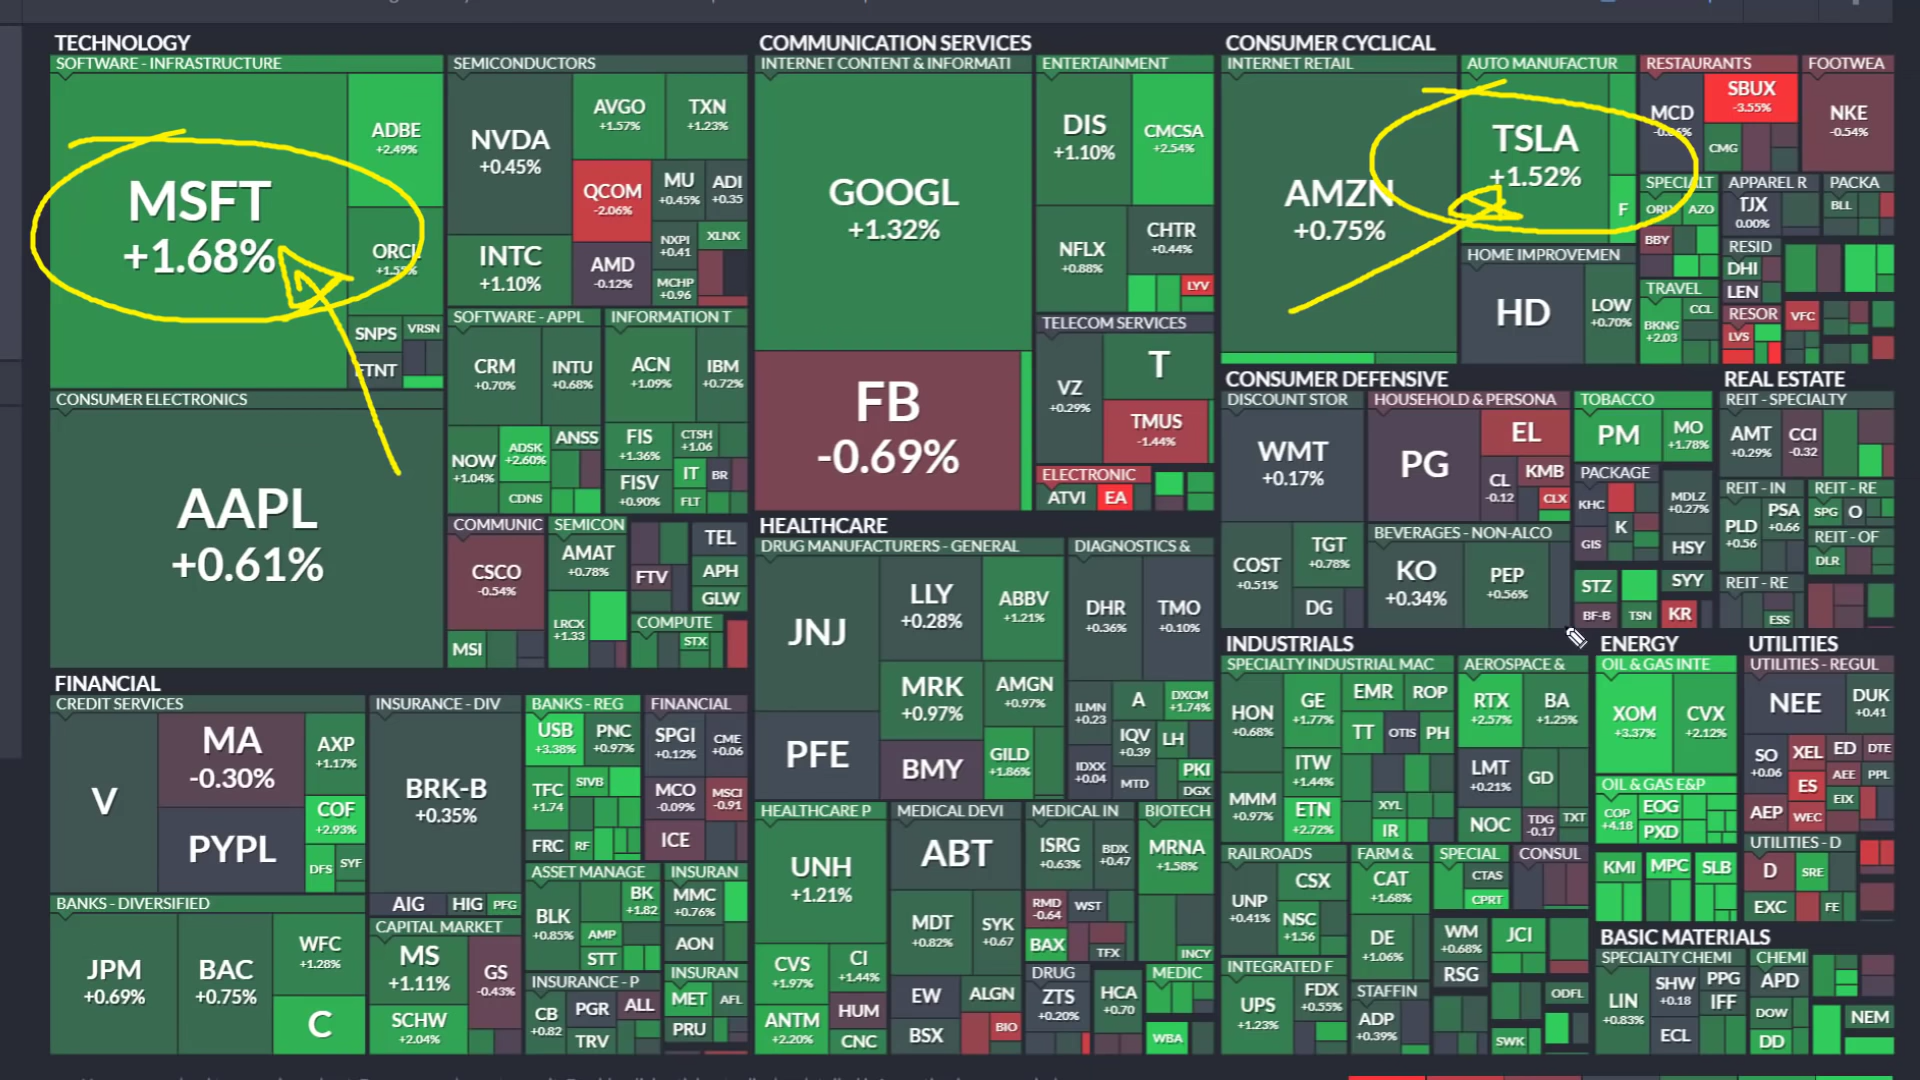 TECHNOLOGY
SOFTWARE - INFRASTRUCTURE
MSFT
+1.68%
ADBE
+2.49%
ORCL
SNPS
VRSN
FTNT
CONSUMER ELECTRONICS
AAPL
+0.61%
SEMICONDUCTORS
NVDA
+0.45%
AVGO
+1.57%
TXN
+1.23%
QCOM
-2.06%
MU
+0.45%
ADI
+0.35
INTC
+1.10%
AMD
-0.12%
NXPI
+0.41
XLNX
MCHP
+0.96
SOFTWARE - APPL
CRM
+0.70%
INTU
+0.68%
NOW
+1.04%
ADSK
+2.60%
ANSS
CDNS
INFORMATION T
ACN
+1.09%
IBM
+0.72%
FIS
+1.36%
CTSH
+1.06
FISV
+0.90%
IT
BR
FLT
COMMUNIC
CSCO
-0.54%
MSI
SEMICON
AMAT
+0.78%
LRCX
+1.33
FTV
TEL
APH
GLW
COMPUTE
STX
COMMUNICATION SERVICES
INTERNET CONTENT & INFORMATI
GOOGL
+1.32%
FB
-0.69%
ENTERTAINMENT
DIS
+1.10%
CMCSA
+2.54%
NFLX
+0.88%
CHTR
+0.44%
LYV
TELECOM SERVICES
VZ
+0.29%
T
TMUS
-1.44%
ELECTRONIC
ATVI
EA
CONSUMER CYCLICAL
INTERNET RETAIL
AMZN
+0.75%
AUTO MANUFACTUR
TSLA
+1.52%
F
HOME IMPROVEMEN
HD
LOW
+0.70%
RESTAURANTS
MCD
SBUX
-3.55%
CMG
FOOTWEA
NKE
-0.54%
SPECIALT
ORLY
AZO
BBY
APPAREL R
TJX
0.00%
PACKA
BLL
RESID
DHI
LEN
TRAVEL
BKNG
+2.03
CCL
RESOR
LVS
VFC
CONSUMER DEFENSIVE
DISCOUNT STOR
WMT
+0.17%
COST
+0.51%
TGT
+0.78%
DG
HOUSEHOLD & PERSONA
PG
EL
CL
-0.12
KMB
CLX
BEVERAGES - NON-ALCO
KO
+0.34%
PEP
+0.56%
TOBACCO
PM
MO
+1.78%
PACKAGE
KHC
K
GIS
MDLZ
+0.27%
HSY
STZ
BF-B
TSN
SYY
KR
REAL ESTATE
REIT - SPECIALTY
AMT
+0.29%
CCI
-0.32
REIT - IN
PLD
+0.56
PSA
+0.66
REIT - RE
SPG
O
REIT - OF
DLR
REIT - RE
ESS
FINANCIAL
CREDIT SERVICES
V
MA
-0.30%
PYPL
AXP
+1.17%
COF
+2.93%
DFS
SYF
INSURANCE - DIV
BRK-B
+0.35%
AIG
HIG
PFG
BANKS - REG
USB
+3.38%
PNC
+0.97%
TFC
+1.74
SIVB
FRC
RF
FINANCIAL
SPGI
+0.12%
CME
+0.06
MCO
-0.09%
MSCI
-0.91
ICE
BANKS - DIVERSIFIED
JPM
+0.69%
BAC
+0.75%
WFC
+1.28%
C
CAPITAL MARKET
MS
+1.11%
GS
-0.43%
SCHW
+2.04%
ASSET MANAGE
BLK
+0.85%
BK
+1.82
AMP
STT
INSURAN
MMC
+0.76%
AON
INSURANCE - P
CB
+0.82
PGR
ALL
TRV
INSURAN
MET
AFL
PRU
HEALTHCARE
DRUG MANUFACTURERS - GENERAL
JNJ
LLY
+0.28%
ABBV
+1.21%
MRK
+0.97%
AMGN
+0.97%
PFE
BMY
GILD
+1.86%
DIAGNOSTICS &
DHR
+0.36%
TMO
+0.10%
ILMN
+0.23
A
DXCM
+1.74%
IQV
+0.39
LH
IDXX
+0.04
MTD
PKI
DGX
HEALTHCARE P
UNH
+1.21%
CVS
+1.97%
CI
+1.44%
ANTM
+2.20%
HUM
CNC
MEDICAL DEVI
ABT
MDT
+0.82%
SYK
+0.67
EW
ALGN
BSX
BIO
MEDICAL IN
ISRG
+0.63%
BDX
+0.47
RMD
-0.64
WST
BAX
TFX
BIOTECH
MRNA
+1.58%
INCY
DRUG
ZTS
+0.20%
HCA
+0.70
MEDIC
WBA
INDUSTRIALS
SPECIALTY INDUSTRIAL MAC
HON
+0.68%
GE
+1.77%
EMR
ROP
TT
OTIS
PH
MMM
+0.97%
ITW
+1.44%
ETN
+2.72%
XYL
IR
AEROSPACE &
RTX
+2.57%
BA
+1.25%
LMT
+0.21%
GD
NOC
TDG
-0.17
TXT
RAILROADS
UNP
+0.41%
CSX
NSC
+1.56
FARM &
CAT
+1.68%
DE
+1.06%
SPECIAL
CTAS
CPRT
CONSUL
INTEGRATED F
UPS
+1.23%
FDX
+0.55%
STAFFIN
ADP
+0.39%
WM
+0.68%
RSG
JCI
ODFL
SWK
ENERGY
OIL & GAS INTE
XOM
+3.37%
CVX
+2.12%
OIL & GAS E&P
COP
+4.18
EOG
PXD
KMI
MPC
SLB
UTILITIES
UTILITIES - REGUL
NEE
DUK
+0.41
SO
+0.06
XEL
ED
DTE
ES
AEE
PPL
AEP
WEC
EIX
UTILITIES - D
D
SRE
EXC
FE
BASIC MATERIALS
SPECIALTY CHEMI
LIN
+0.83%
SHW
+0.18
PPG
IFF
ECL
CHEMI
APD
DOW
DD
NEM